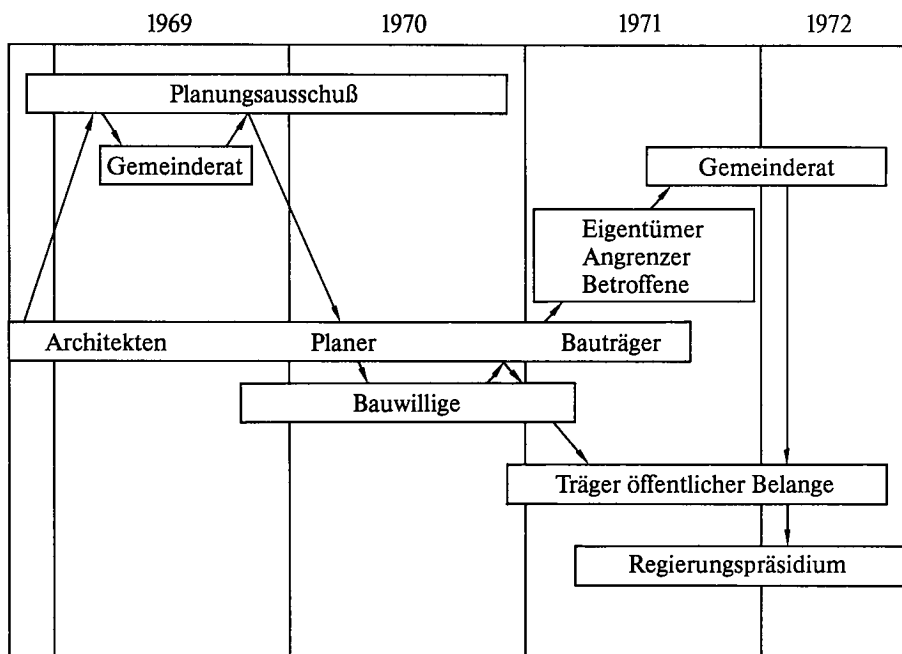 1969 1970 1971 1972
Planungsausschuß
Gemeinderat Gemeinderat
Eigentümer
Angrenzer
Betroffene
Architekten Planer Bauträger
Bauwillige
Träger öffentlicher Belange
Regierungspräsidium